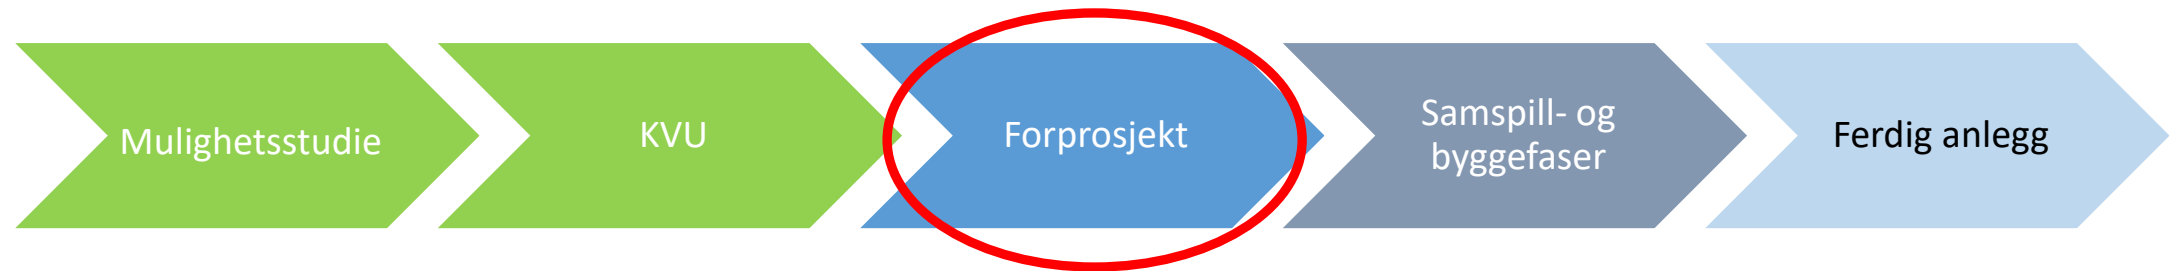 Mulighetsstudie
KVU
Forprosjekt
Samspill- og
byggefaser
Ferdig anlegg